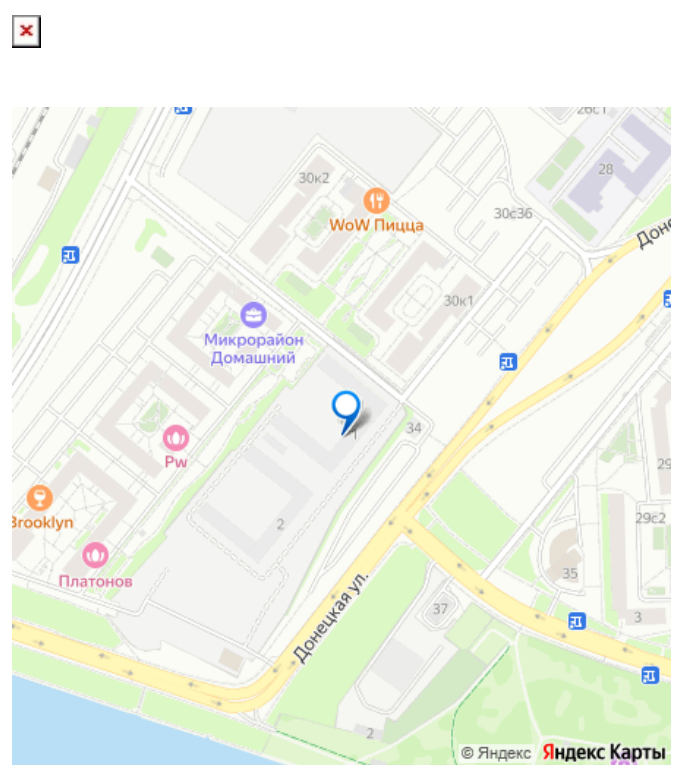 26с1
28
30к2
WoW Пицца
30с36
Доне
30к1
Микрорайон
Домашний
34
1
Pw
29
Brooklyn
2
29с2
35
Платонов
Донецкая ул.
37
3
2
© Яндекс Яндекс Карты